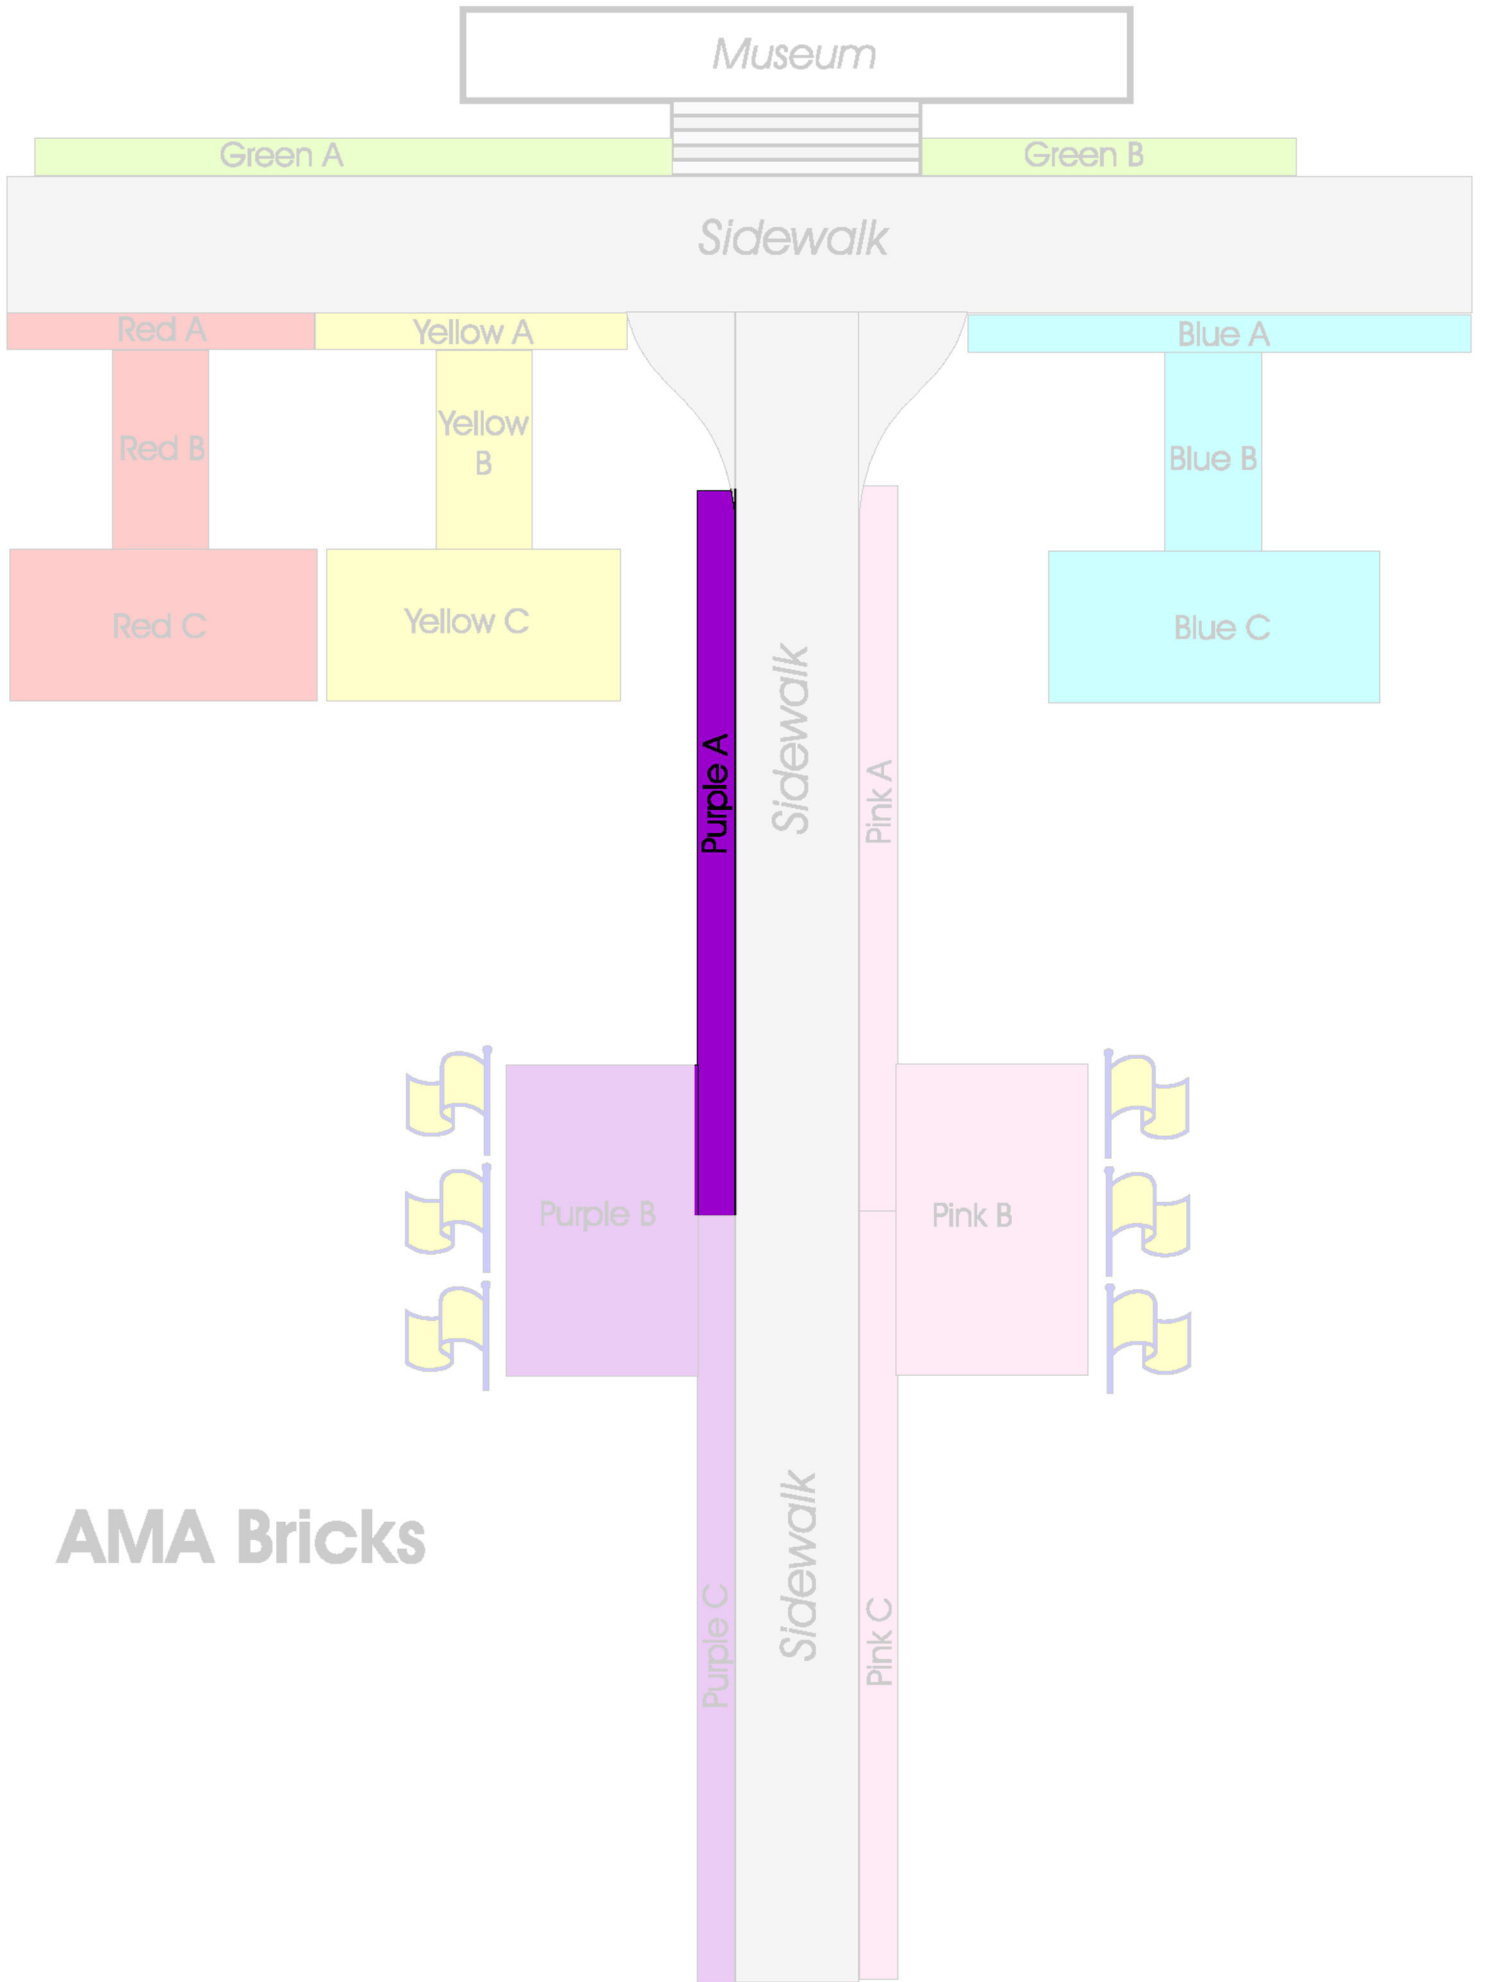 Museum
Green A
Green B
Sidewalk
Red A
Yellow A
Blue A
Red B
Yellow
B
Blue B
Red C
Yellow C
Blue C
Sidewalk
Purple A
Pink A
Purple B
Pink B
AMA Bricks
Sidewalk
Purple C
Pink C